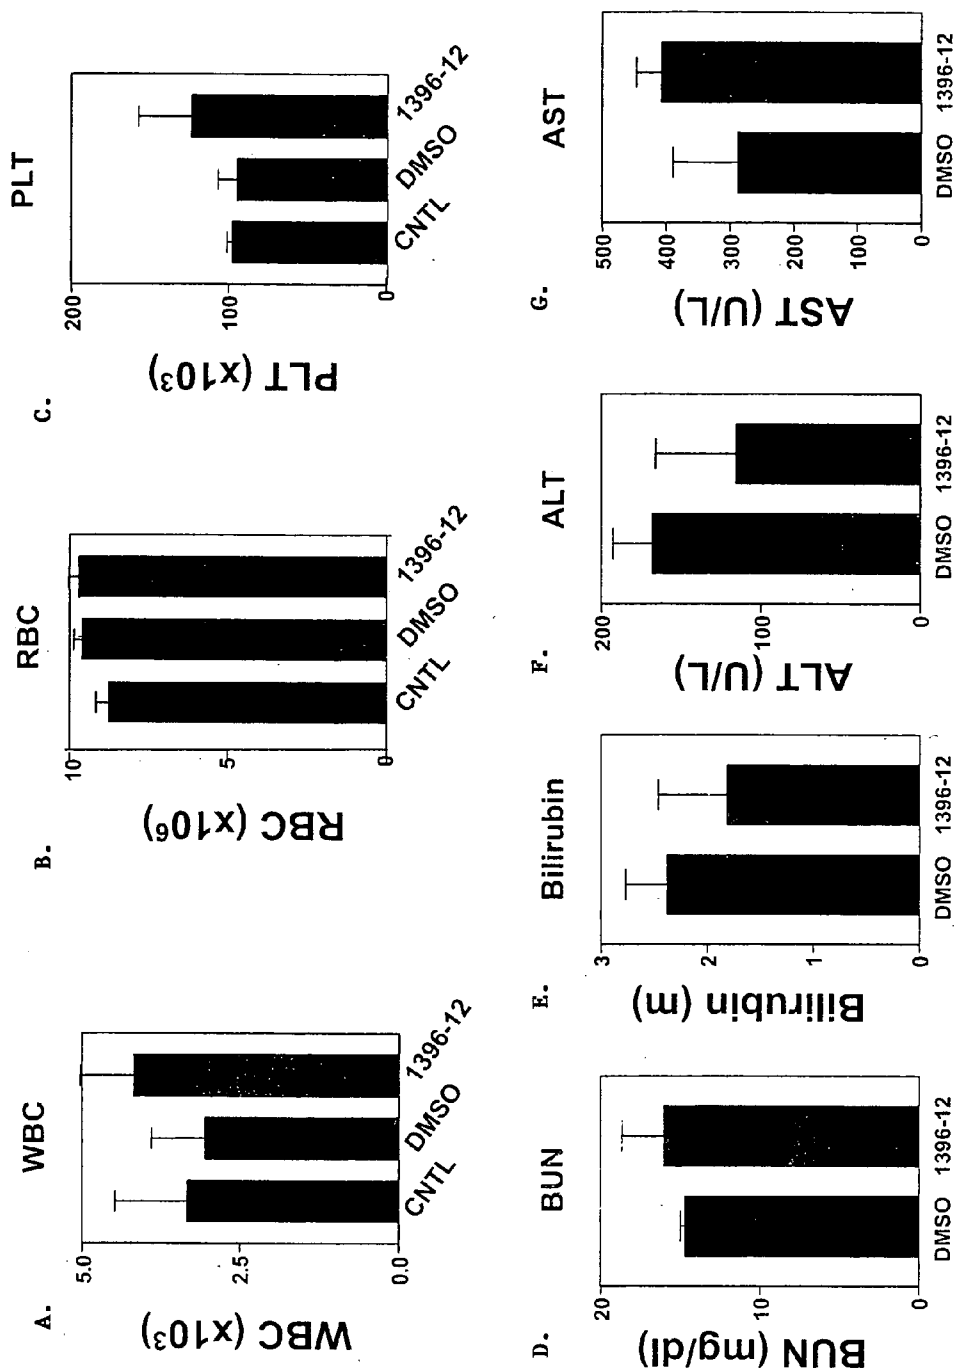 A.
WBC
WBC (x10³)
5.0
2.5
0.0
CNTL
DMSO
1396-12
B.
RBC
RBC (x10⁶)
10
5
0
CNTL
DMSO
1396-12
C.
PLT
PLT (x10³)
200
100
0
CNTL
DMSO
1396-12
D.
BUN
BUN (mg/dl)
20
10
0
DMSO
1396-12
E.
Bilirubin
Bilirubin (m)
3
2
1
0
DMSO
1396-12
F.
ALT
ALT (U/L)
200
100
0
DMSO
1396-12
G.
AST
AST (U/L)
500
400
300
200
100
0
DMSO
1396-12